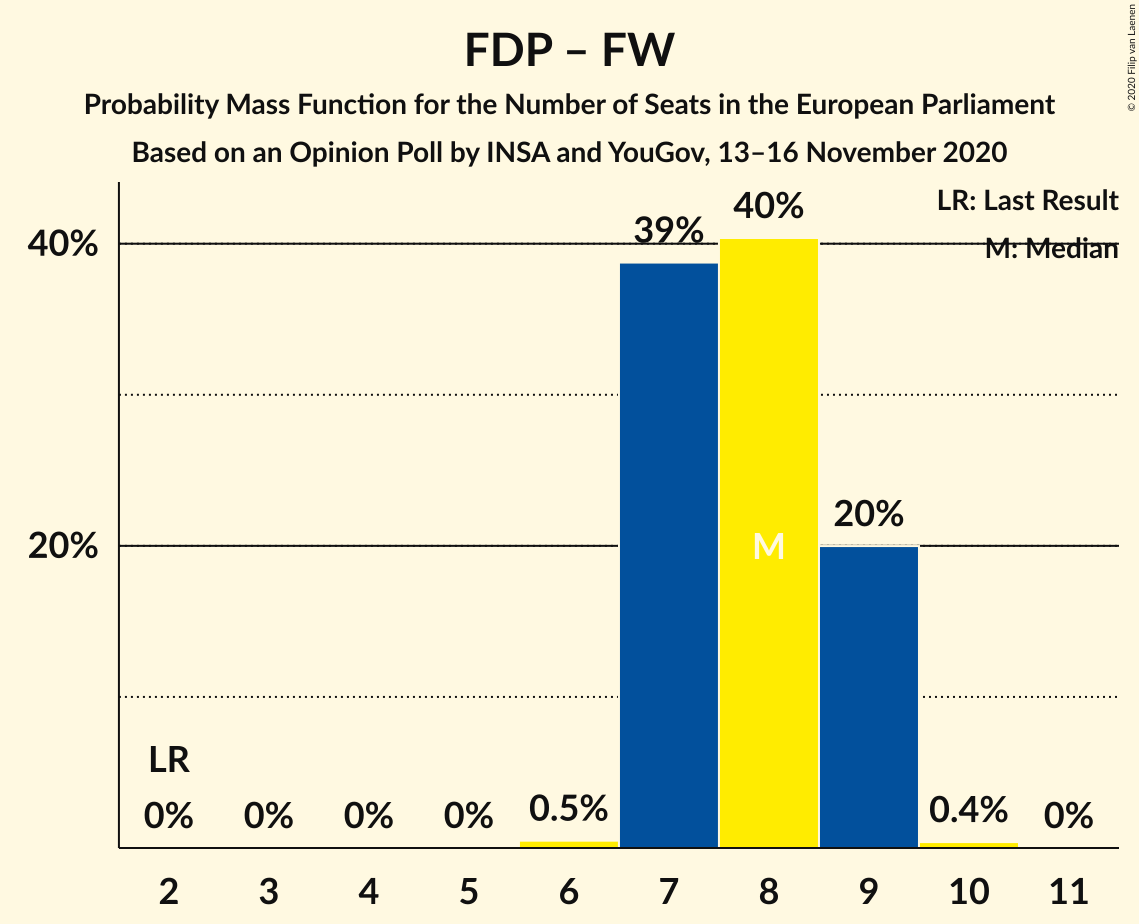 FDP – FW
Probability Mass Function for the Number of Seats in the European Parliament
Based on an Opinion Poll by INSA and YouGov, 13–16 November 2020
© 2020 Filip van Laenen
LR: Last Result
M: Median
40%
20%
LR
0%
0%
0%
0%
0.5%
39%
40%
M
20%
0.4%
0%
2
3
4
5
6
7
8
9
10
11